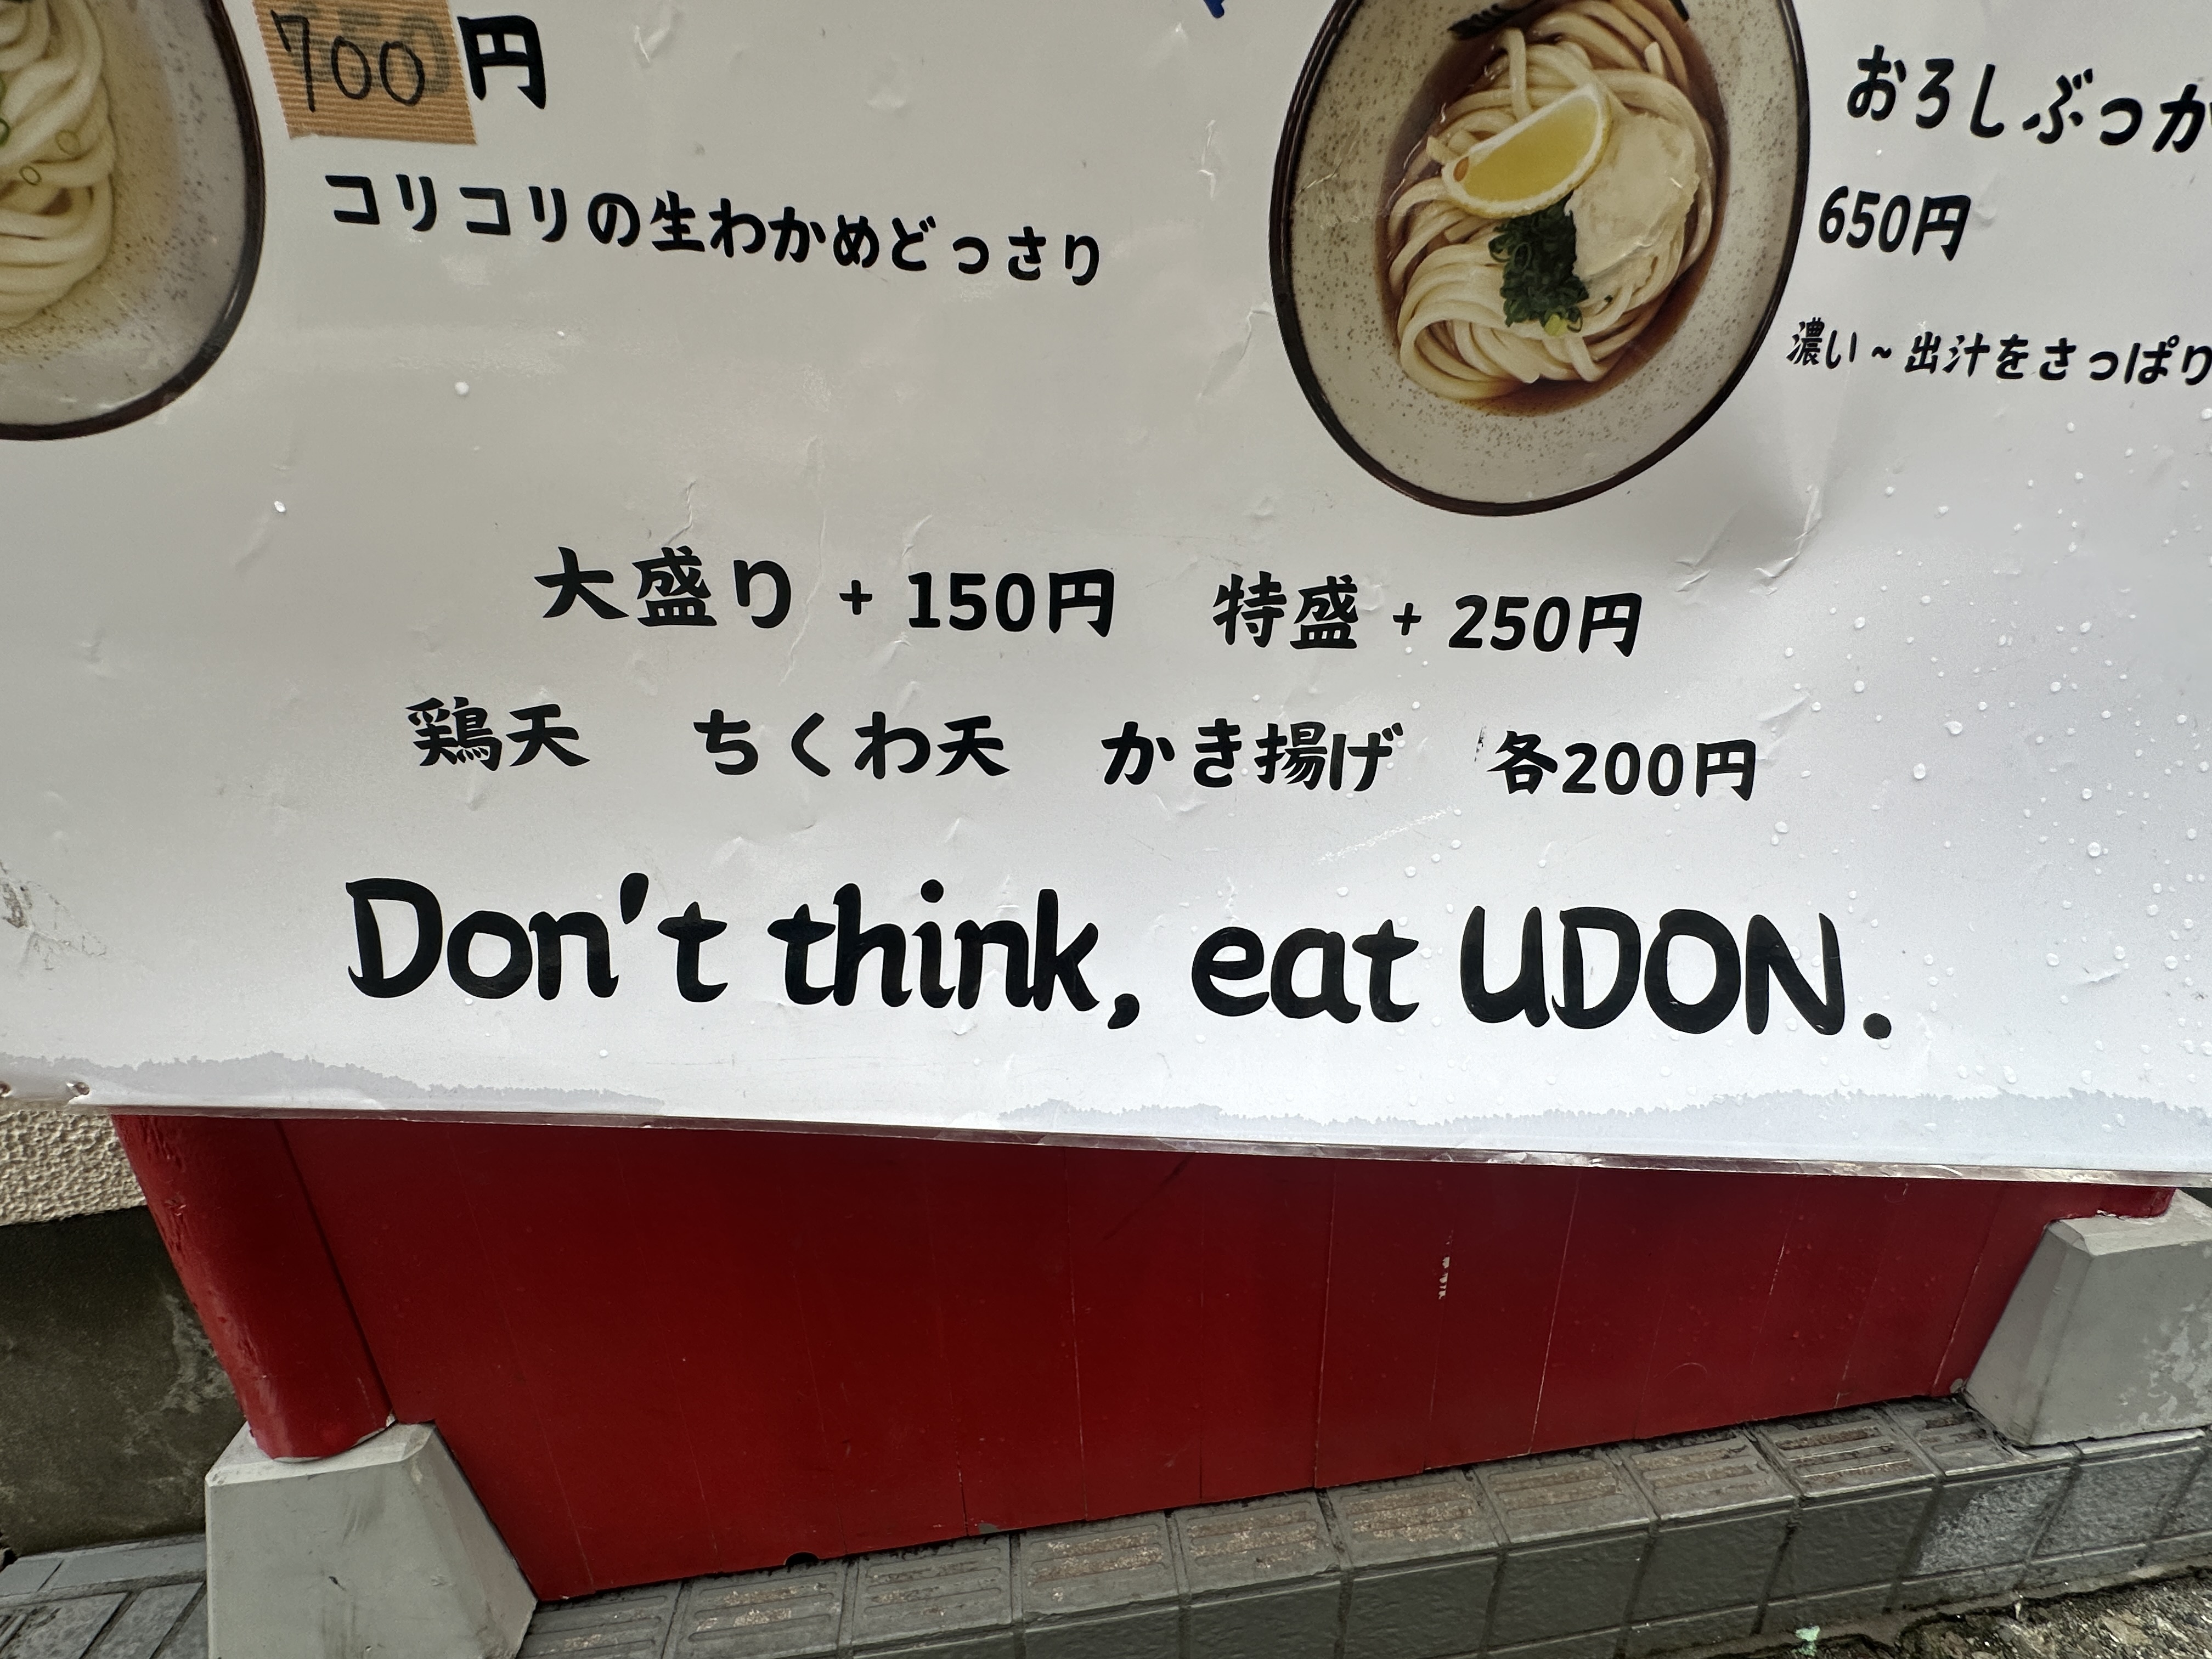 700円
コリコリの生わかめどっさり
おろしぶっか
650円
濃い~出汁をさっぱり
大盛り + 150円 特盛 + 250円
鶏天 ちくわ天 かき揚げ 各200円
Don't think, eat UDON.